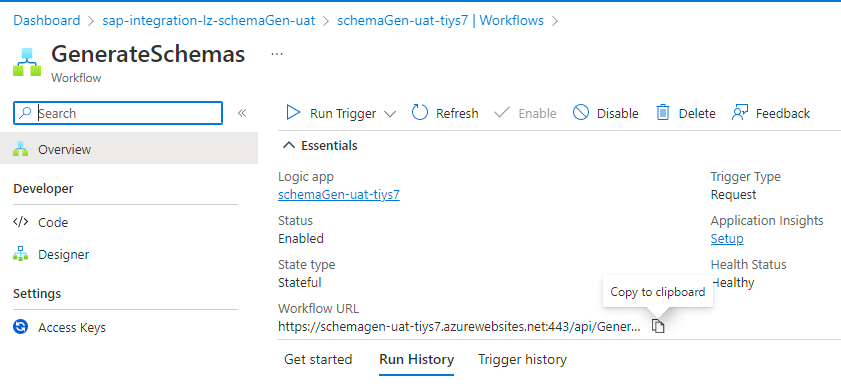 Dashboard > sap-integration-lz-schemaGen-uat > schemaGen-uat-tiys7 | Workflows >
GenerateSchemas ...
Workflow
Search «
Overview
Developer
</> Code
Designer
Settings
Access Keys
Run Trigger Refresh Enable Disable Delete Feedback
Essentials
Logic app
schemaGen-uat-tiys7
Status
Enabled
State type
Stateful
Workflow URL
https://schemagen-uat-tiys7.azurewebsites.net:443/api/Gener...
Trigger Type
Request
Application Insights
Setup
Health Status
Healthy
Copy to clipboard
Get started Run History Trigger history